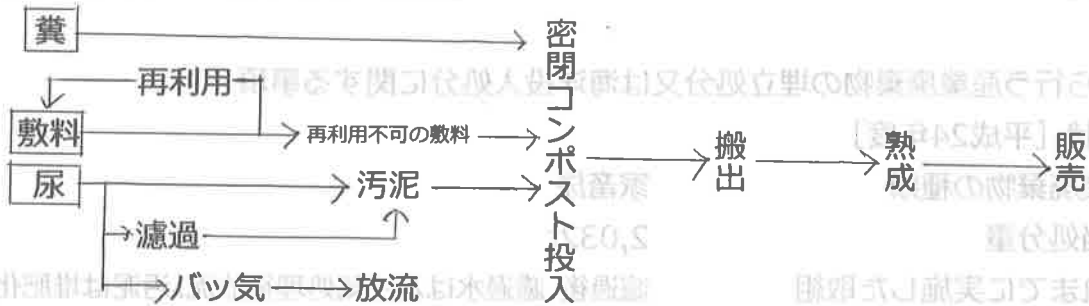 糞
再利用
敷料
再利用不可の敷料
尿
汚泥
濾過
バッ気
放流
密閉コンポスト投入
搬出
熟成
販売